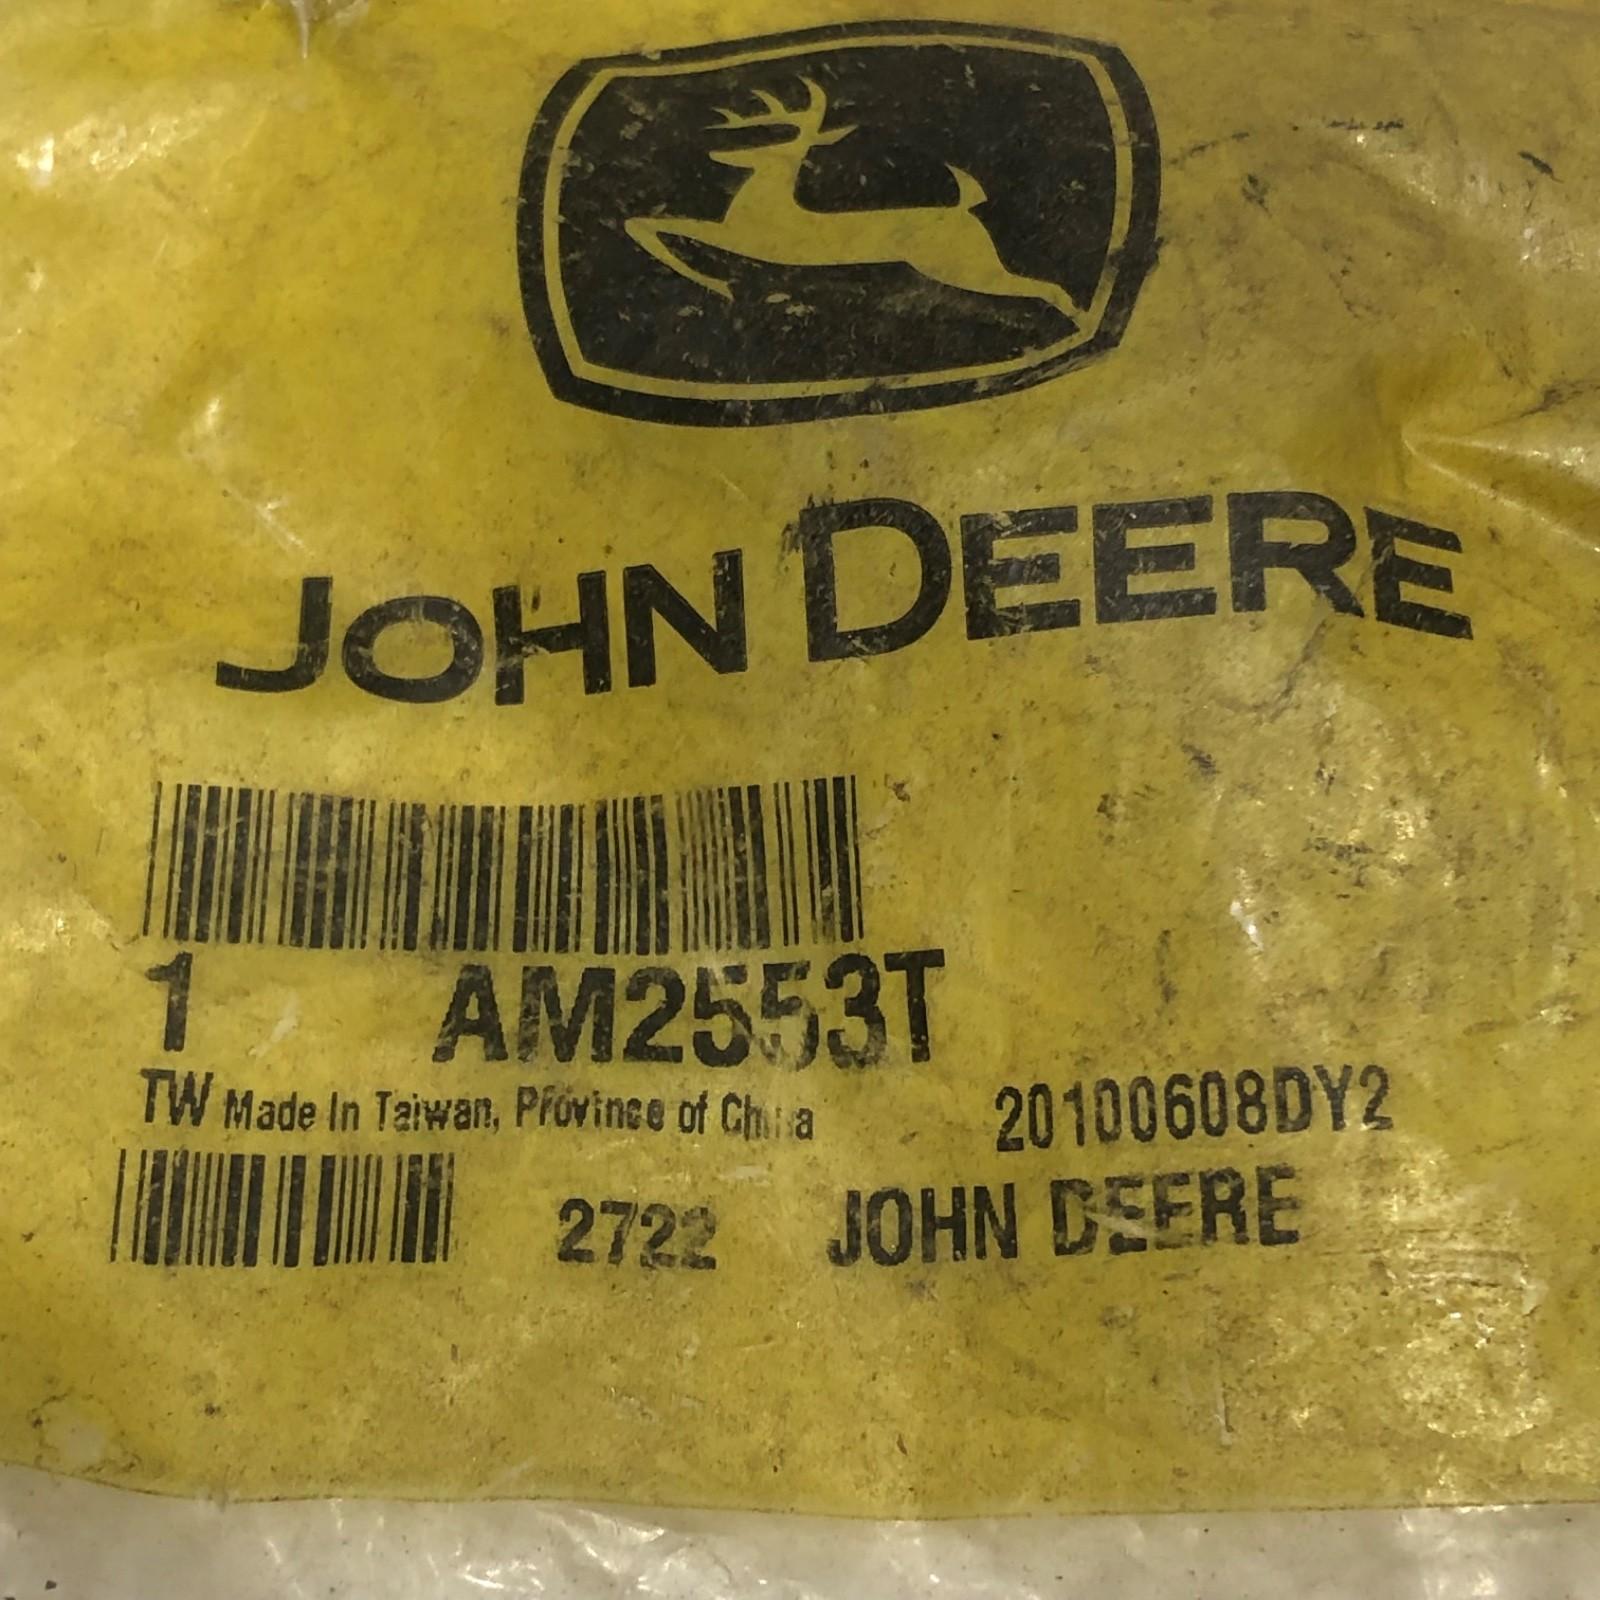 JOHN DEERE
1 AM2553T
TW Made In Taiwan, Province of China
20100608DY2
2722 JOHN DEERE